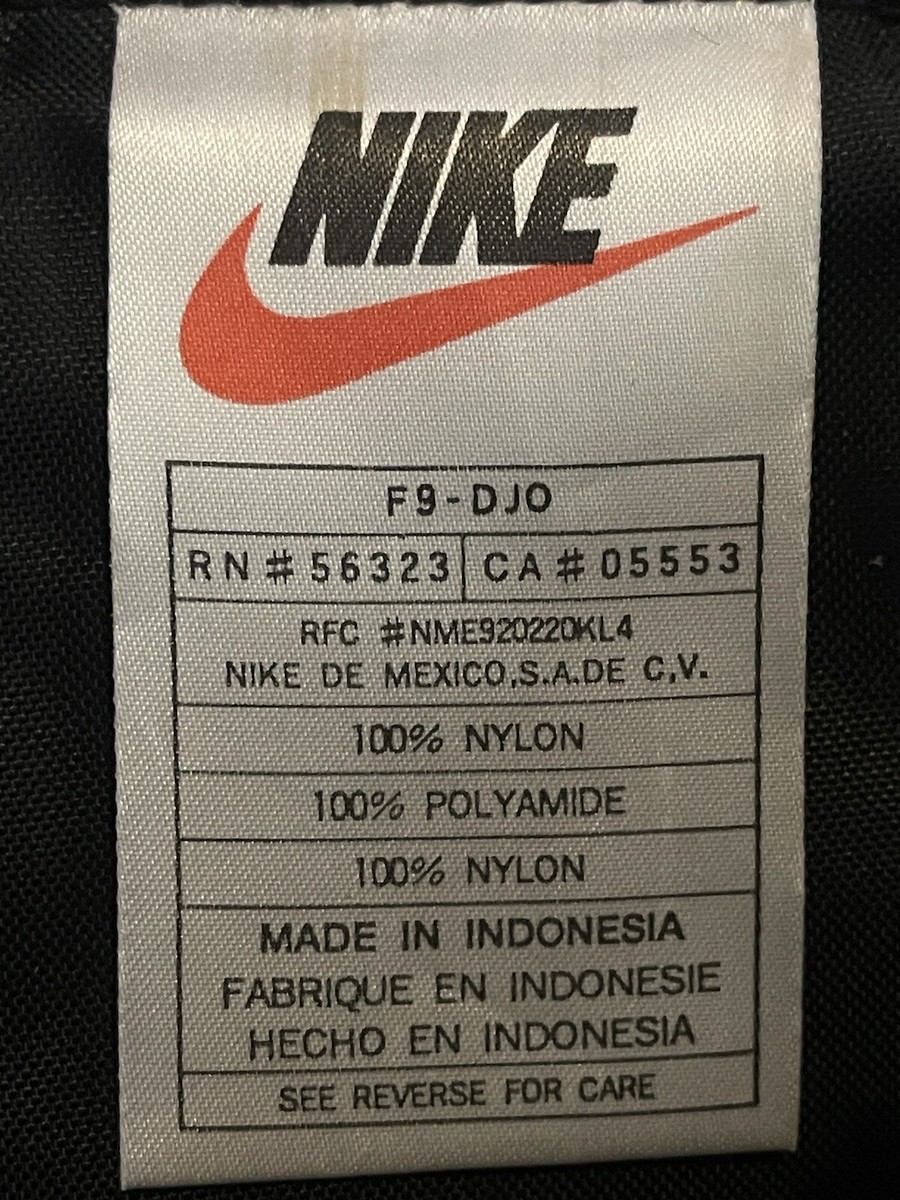 NIKE
F9-DJO
RN#56323 CA#05553
RFC #NME920220KL4
NIKE DE MEXICO,S.A.DE C.V.
100% NYLON
100% POLYAMIDE
100% NYLON
MADE IN INDONESIA
FABRIQUE EN INDONESIE
HECHO EN INDONESIA
SEE REVERSE FOR CARE